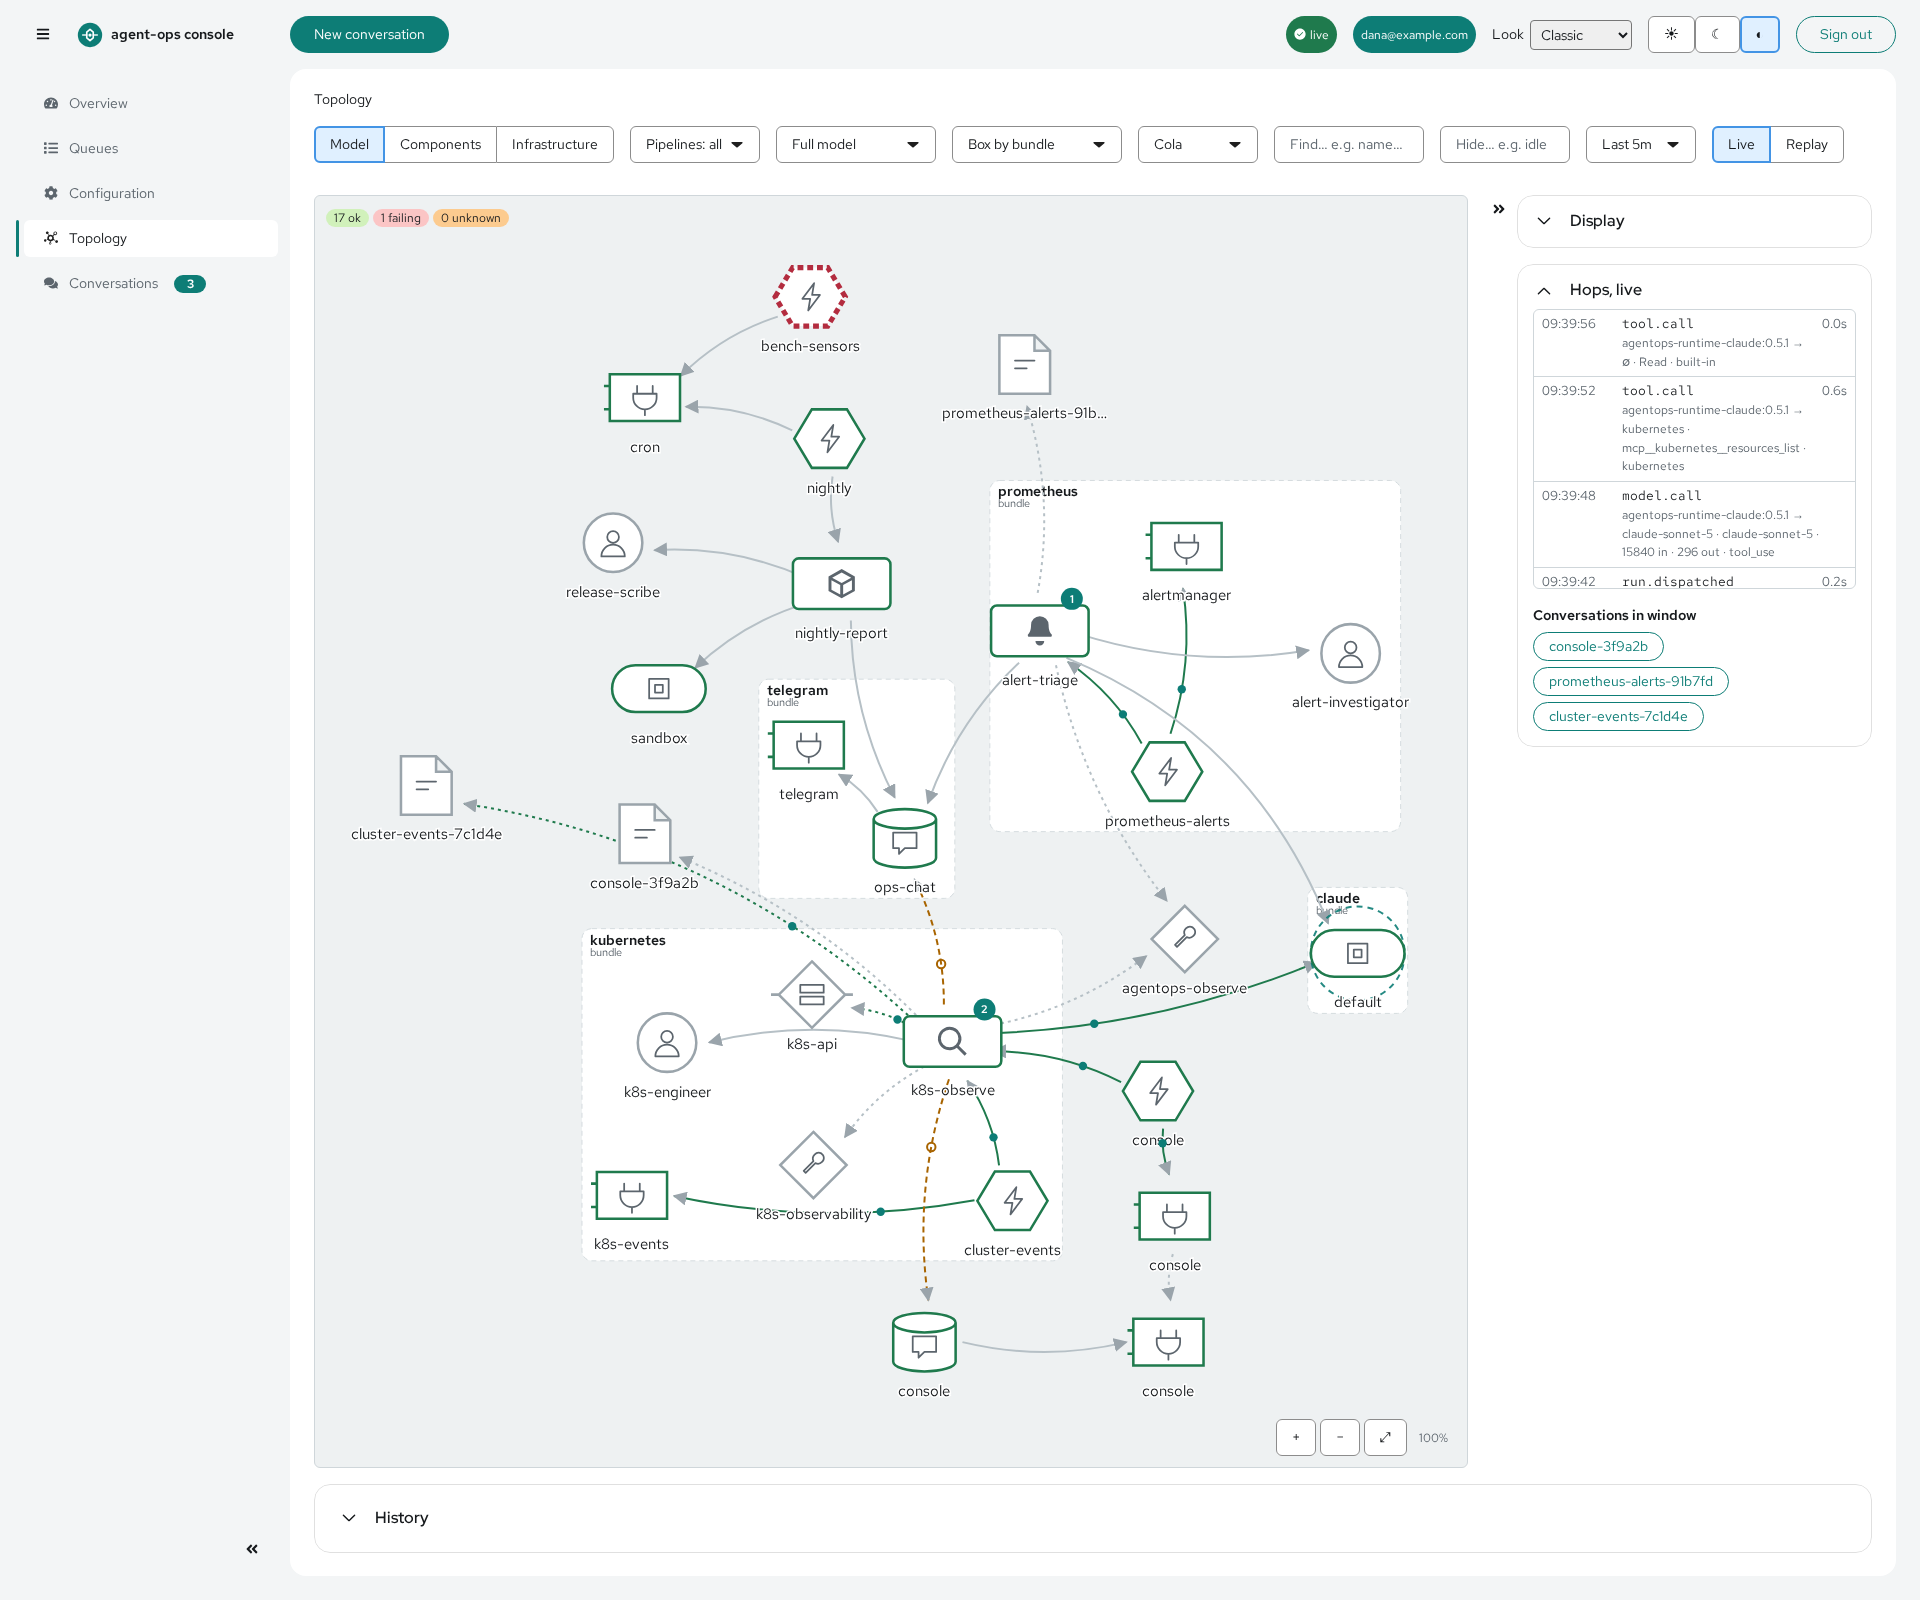 agent-ops console
New conversation
live
dana@example.com
Look
Classic
Sign out
Overview
Queues
Configuration
Topology
Conversations
3
Topology
Model
Components
Infrastructure
Pipelines: all
Full model
Box by bundle
Cola
Find... e.g. name...
Hide... e.g. idle
Last 5m
Live
Replay
17 ok
1 failing
0 unknown
bench-sensors
prometheus-alerts-91b...
cron
nightly
prometheus
bundle
release-scribe
alertmanager
1
nightly-report
alert-triage
alert-investigator
telegram
bundle
sandbox
telegram
prometheus-alerts
cluster-events-7c1d4e
console-3f9a2b
ops-chat
claude
bundle
kubernetes
bundle
agentops-observe
default
2
k8s-api
k8s-engineer
k8s-observe
console
k8s-observability
k8s-events
cluster-events
console
console
console
+
−
100%
Display
Hops, live
09:39:56 tool.call 0.0s
agentops-runtime-claude:0.5.1 →
∅ · Read · built-in
09:39:52 tool.call 0.6s
agentops-runtime-claude:0.5.1 →
kubernetes ·
mcp__kubernetes__resources_list ·
kubernetes
09:39:48 model.call
agentops-runtime-claude:0.5.1 →
claude-sonnet-5 · claude-sonnet-5 ·
15840 in · 296 out · tool_use
09:39:42 run.dispatched 0.2s
Conversations in window
console-3f9a2b
prometheus-alerts-91b7fd
cluster-events-7c1d4e
History